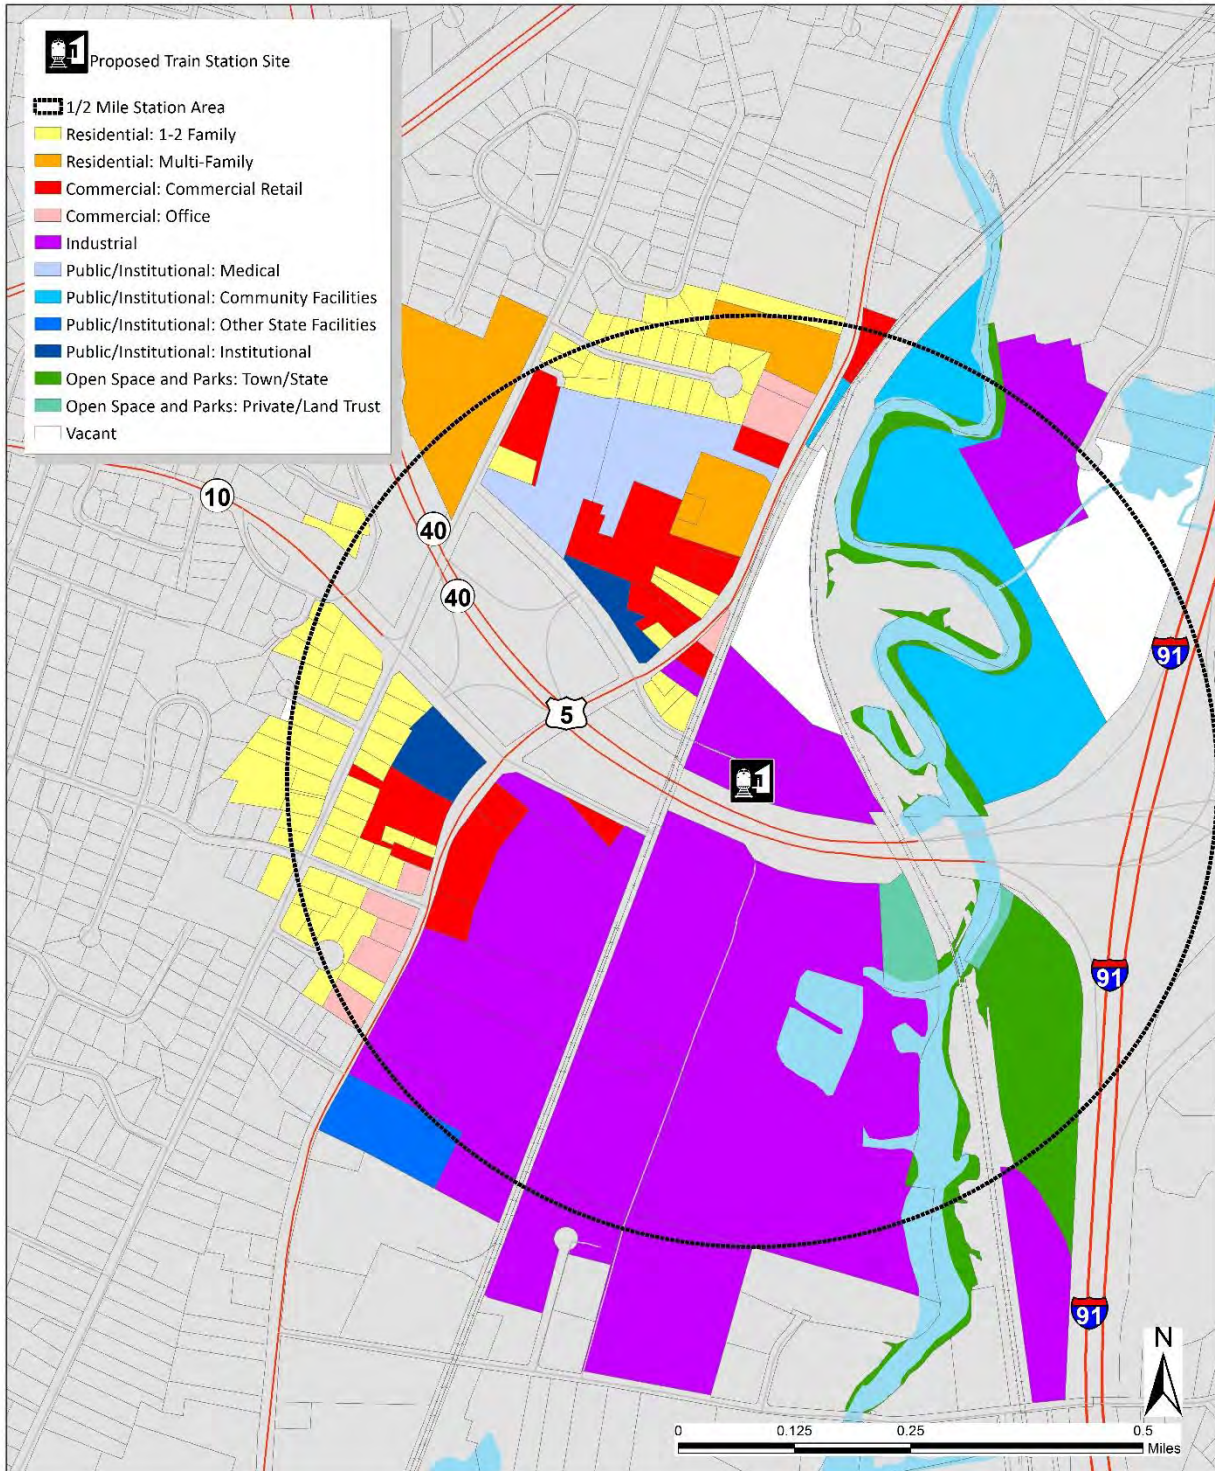 Proposed Train Station Site
1/2 Mile Station Area
Residential: 1-2 Family
Residential: Multi-Family
Commercial: Commercial Retail
Commercial: Office
Industrial
Public/Institutional: Medical
Public/Institutional: Community Facilities
Public/Institutional: Other State Facilities
Public/Institutional: Institutional
Open Space and Parks: Town/State
Open Space and Parks: Private/Land Trust
Vacant
10
40
40
91
5
91
91
N
0 0.125 0.25 0.5
Miles